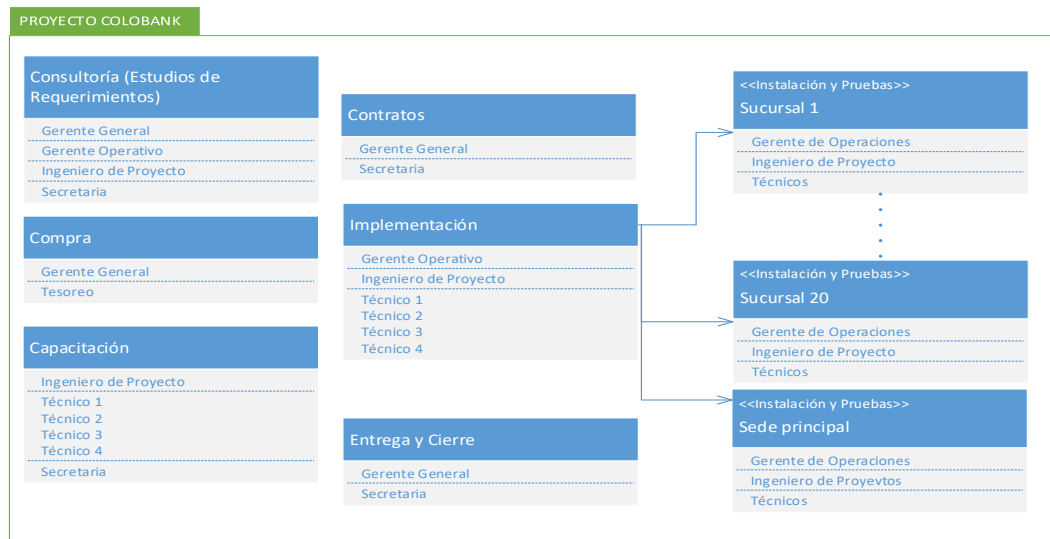 PROYECTO COLOBANK
Consultoría (Estudios de
Requerimientos)
Gerente General
Gerente Operativo
Ingeniero de Proyecto
Secretaria
Compra
Gerente General
Tesoreo
Capacitación
Ingeniero de Proyecto
Técnico 1
Técnico 2
Técnico 3
Técnico 4
Secretaria
Contratos
Gerente General
Secretaria
Implementación
Gerente Operativo
Ingeniero de Proyecto
Técnico 1
Técnico 2
Técnico 3
Técnico 4
Entrega y Cierre
Gerente General
Secretaria
<<Instalación y Pruebas>>
Sucursal 1
Gerente de Operaciones
Ingeniero de Proyecto
Técnicos
<<Instalación y Pruebas>>
Sucursal 20
Gerente de Operaciones
Ingeniero de Proyecto
Técnicos
<<Instalación y Pruebas>>
Sede principal
Gerente de Operaciones
Ingeniero de Proyevtos
Técnicos